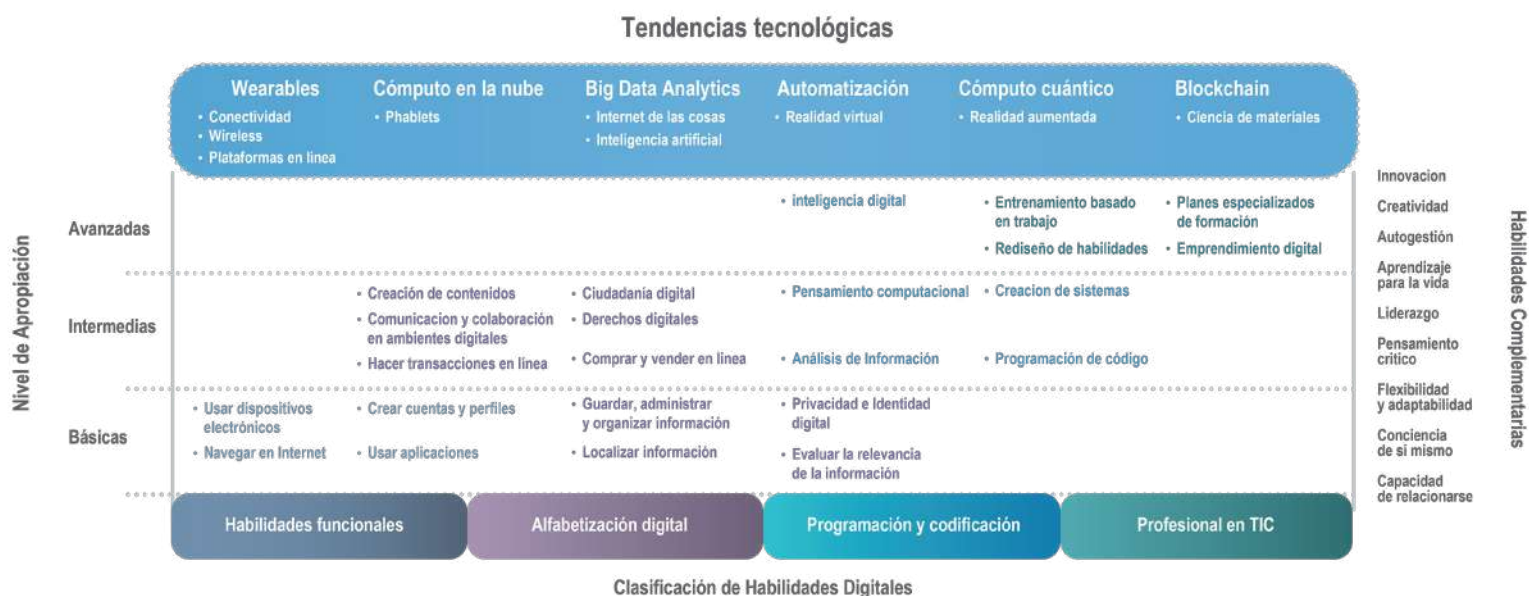 Tendencias tecnológicas
Wearables
• Conectividad
• Wireless
• Plataformas en linea
Cómputo en la nube
• Phablets
Big Data Analytics
• Internet de las cosas
• Inteligencia artificial
Automatización
• Realidad virtual
Cómputo cuántico
• Realidad aumentada
Blockchain
• Ciencia de materiales
Nivel de Apropiación
Avanzadas
• inteligencia digital
• Entrenamiento basado
en trabajo
• Rediseño de habilidades
• Planes especializados
de formación
• Emprendimiento digital
Intermedias
• Creación de contenidos
• Comunicacion y colaboración
en ambientes digitales
• Hacer transacciones en línea
• Ciudadanía digital
• Derechos digitales
• Comprar y vender en linea
• Pensamiento computacional
• Análisis de Información
• Creacion de sistemas
• Programación de código
Básicas
• Usar dispositivos
electrónicos
• Navegar en Internet
• Crear cuentas y perfiles
• Usar aplicaciones
• Guardar, administrar
y organizar información
• Localizar información
• Privacidad e Identidad
digital
• Evaluar la relevancia
de la información
Habilidades funcionales
Alfabetización digital
Programación y codificación
Profesional en TIC
Clasificación de Habilidades Digitales
Innovacion
Creatividad
Autogestión
Aprendizaje
para la vida
Liderazgo
Pensamiento
critico
Flexibilidad
y adaptabilidad
Conciencia
de si mismo
Capacidad
de relacionarse
Habilidades Complementarias